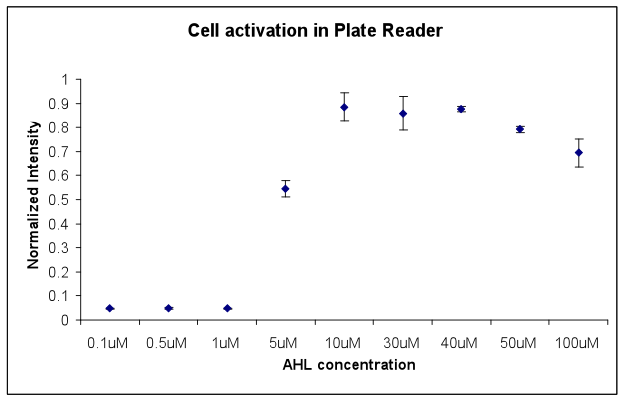 Cell activation in Plate Reader
1
0.9
0.8
0.7
0.6
0.5
0.4
0.3
0.2
0.1
0
Normalized Intensity
0.1uM 0.5uM 1uM 5uM 10uM 30uM 40uM 50uM 100uM
AHL concentration